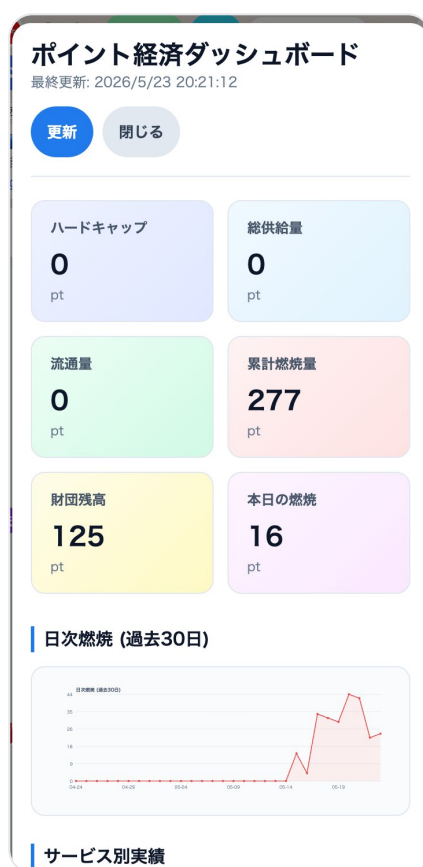 ポイント経済ダッシュボード
最終更新: 2026/5/23 20:21:12
更新 閉じる
ハードキャップ
0
pt
総供給量
0
pt
流通量
0
pt
累計燃焼量
277
pt
財団残高
125
pt
本日の燃焼
16
pt
日次燃焼 (過去30日)
日次燃焼 (過去30日)
44
35
26
18
9
0
04-24 04-29 05-04 05-09 05-14 05-19
サービス別実績